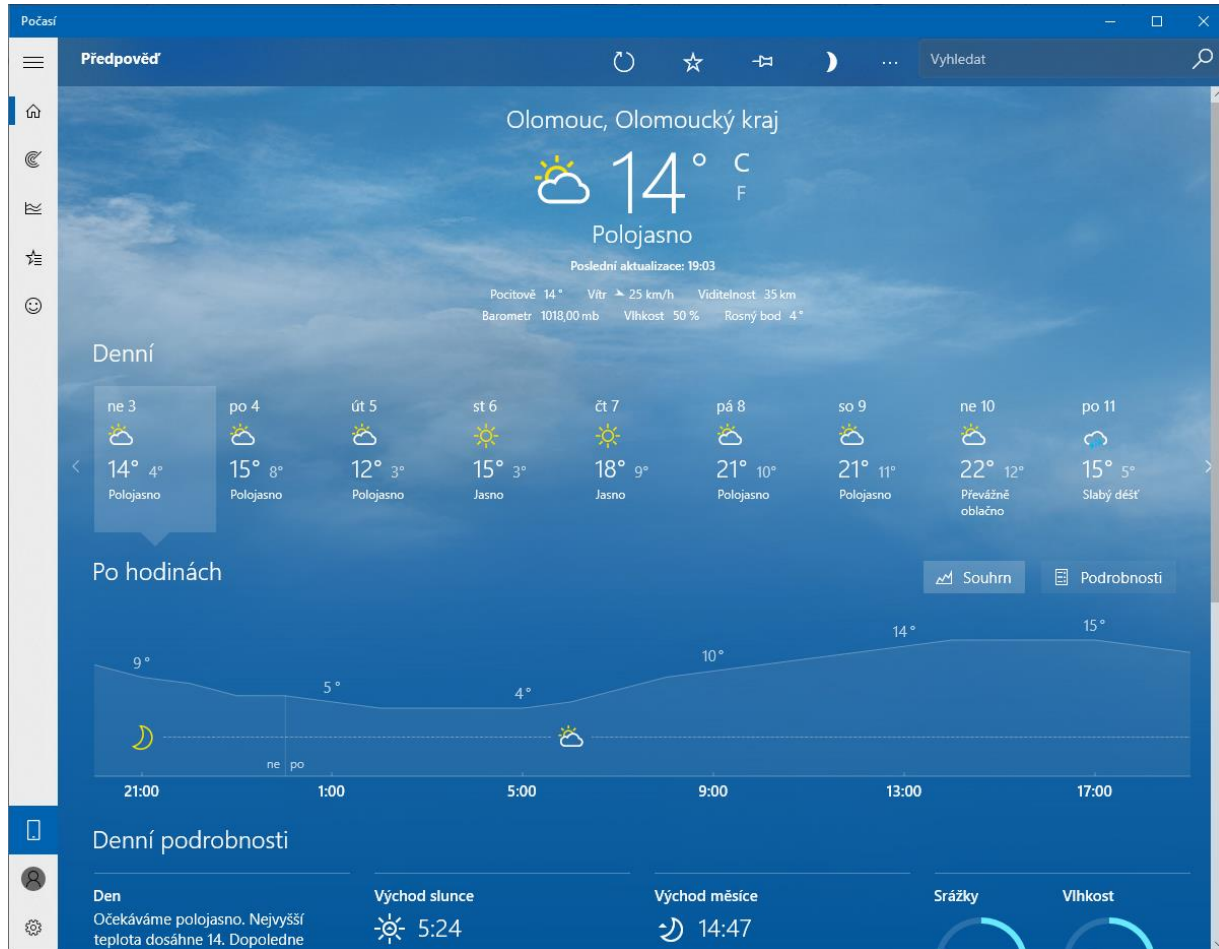 Počasí
Předpověď
Vyhledat
Olomouc, Olomoucký kraj
14° C
F
Polojasno
Poslední aktualizace: 19:03
Pocitově 14° Vítr 25 km/h Viditelnost 35 km
Barometr 1018,00 mb Vlhkost 50 % Rosný bod 4°
Denní
ne 3 po 4 út 5 st 6 čt 7 pá 8 so 9 ne 10 po 11
14° 4° 15° 8° 12° 3° 15° 3° 18° 9° 21° 10° 21° 11° 22° 12° 15° 5°
Polojasno Polojasno Polojasno Jasno Jasno Polojasno Polojasno Převážně Slabý déšť
oblačno
Po hodinách
Souhrn Podrobnosti
9° 5° 4° 10° 14° 15°
ne po
21:00 1:00 5:00 9:00 13:00 17:00
Denní podrobnosti
Den Východ slunce Východ měsíce Srážky Vlhkost
Očekáváme polojasno. Nejvyšší 5:24 14:47
teplota dosáhne 14. Dopoledne